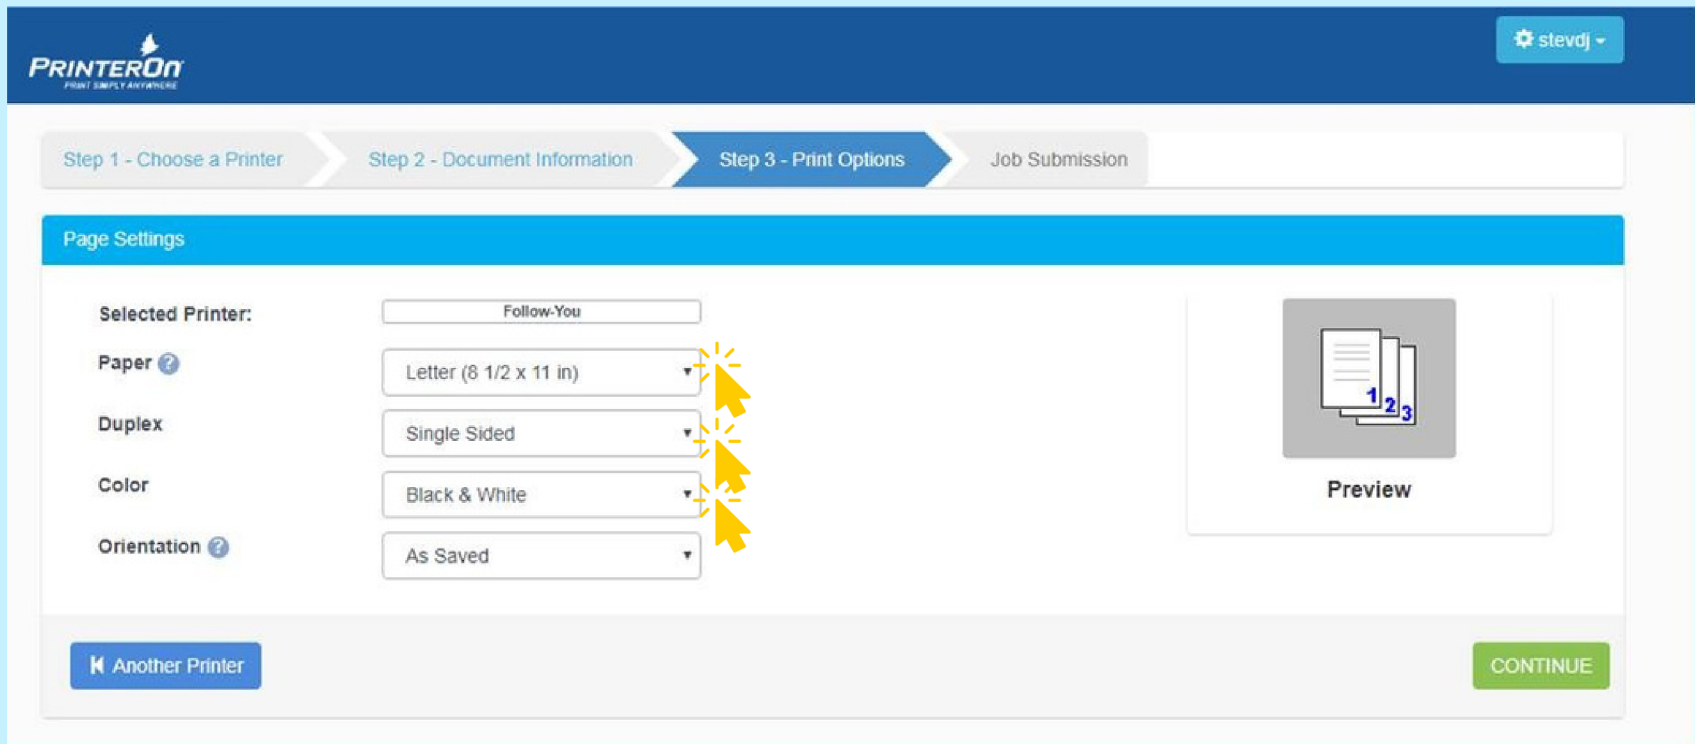 PRINTERON
PRINT SIMPLY ANYWHERE
stevdj
Step 1 - Choose a Printer
Step 2 - Document Information
Step 3 - Print Options
Job Submission
Page Settings
Selected Printer:
Follow-You
Paper ?
Letter (8 1/2 x 11 in)
Duplex
Single Sided
Color
Black & White
Orientation ?
As Saved
1
2
3
Preview
Another Printer
CONTINUE